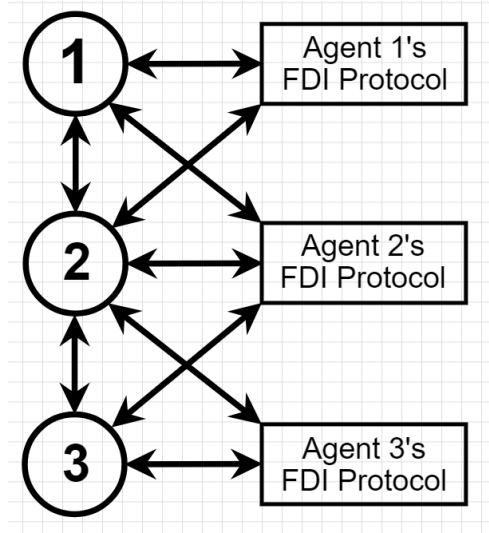 1
Agent 1's
FDI Protocol
2
Agent 2's
FDI Protocol
3
Agent 3's
FDI Protocol